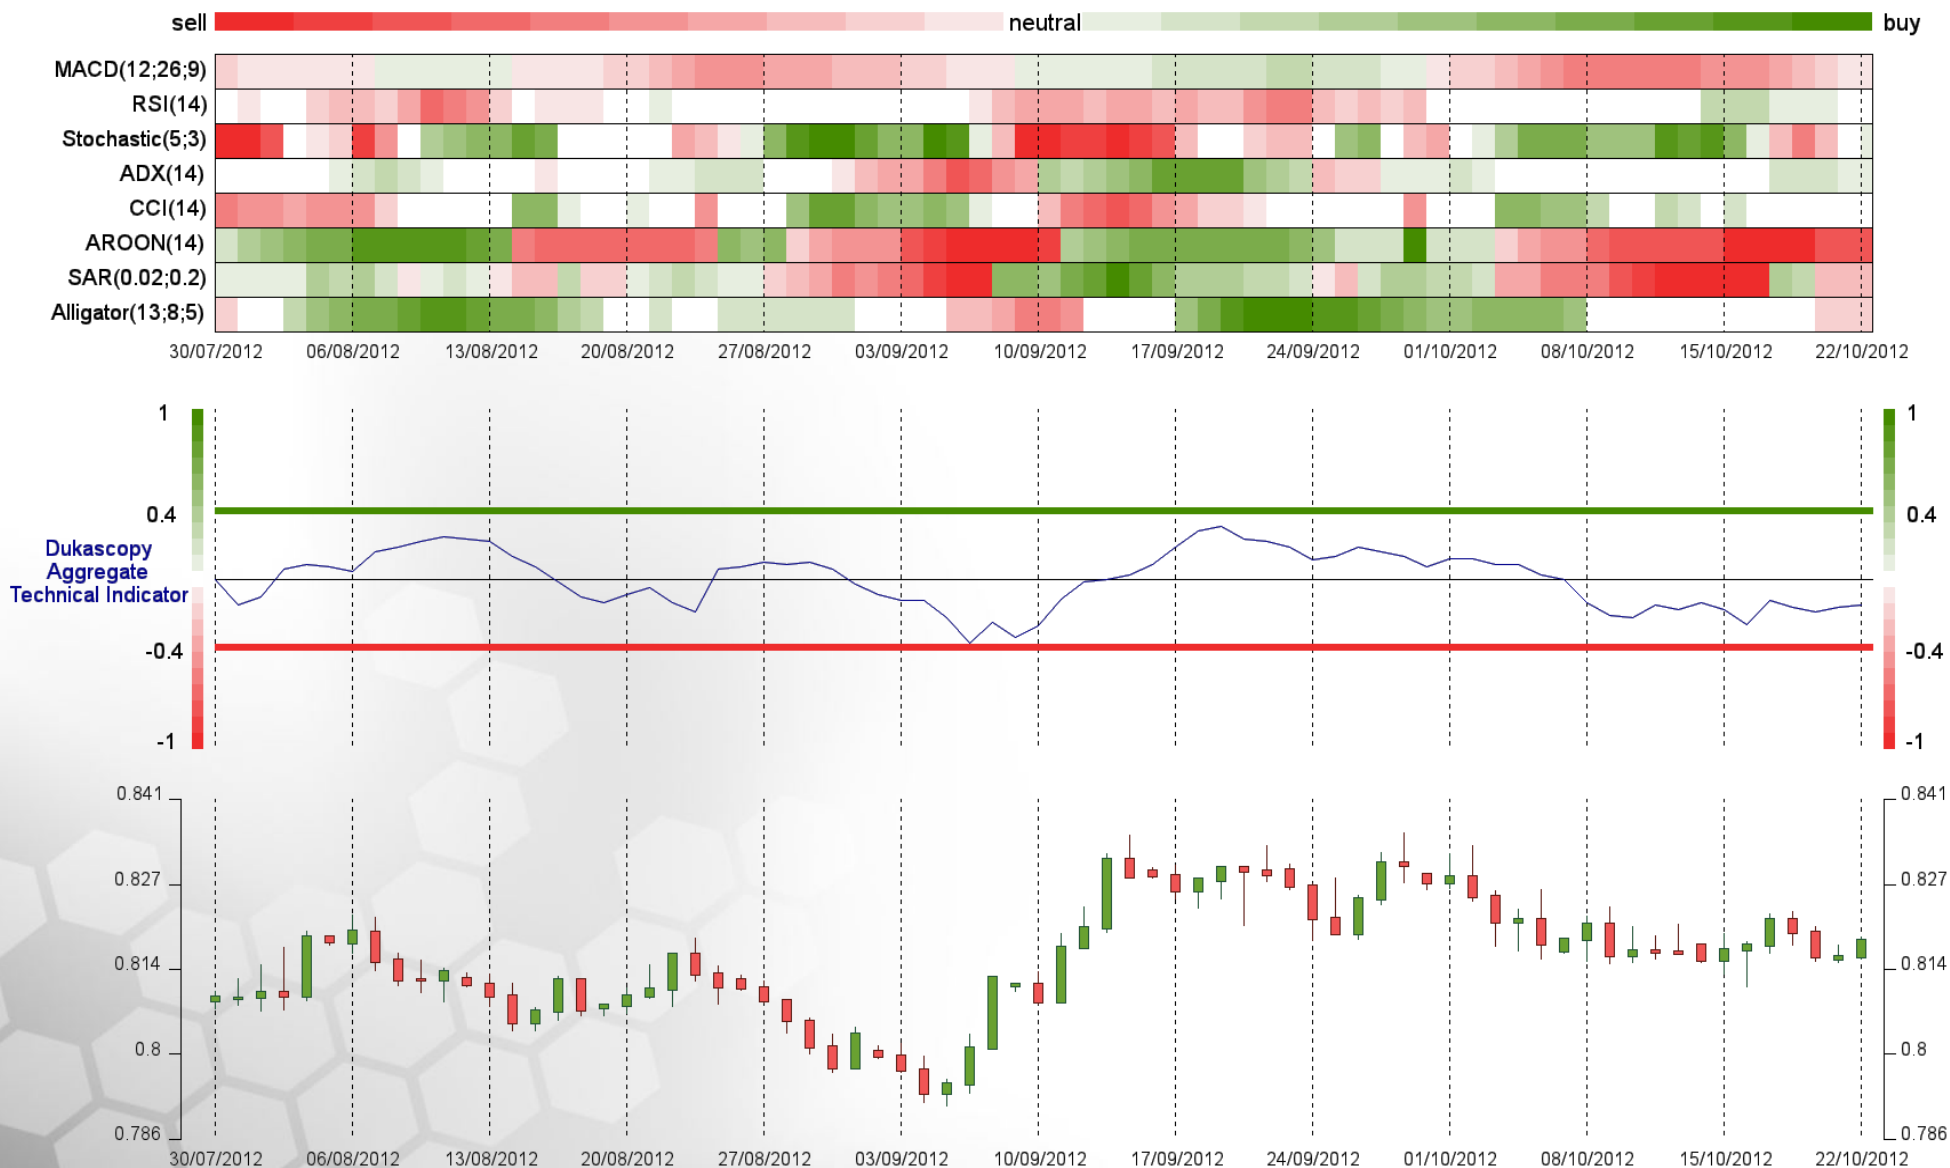 sell neutral buy
MACD(12;26;9)
RSI(14)
Stochastic(5;3)
ADX(14)
CCI(14)
AROON(14)
SAR(0.02;0.2)
Alligator(13;8;5)
30/07/2012 06/08/2012 13/08/2012 20/08/2012 27/08/2012 03/09/2012 10/09/2012 17/09/2012 24/09/2012 01/10/2012 08/10/2012 15/10/2012 22/10/2012
1 1
0.4 0.4
Dukascopy
Aggregate
Technical Indicator
-0.4 -0.4
-1 -1
0.841 0.841
0.827 0.827
0.814 0.814
0.8 0.8
0.786 0.786
30/07/2012 06/08/2012 13/08/2012 20/08/2012 27/08/2012 03/09/2012 10/09/2012 17/09/2012 24/09/2012 01/10/2012 08/10/2012 15/10/2012 22/10/2012